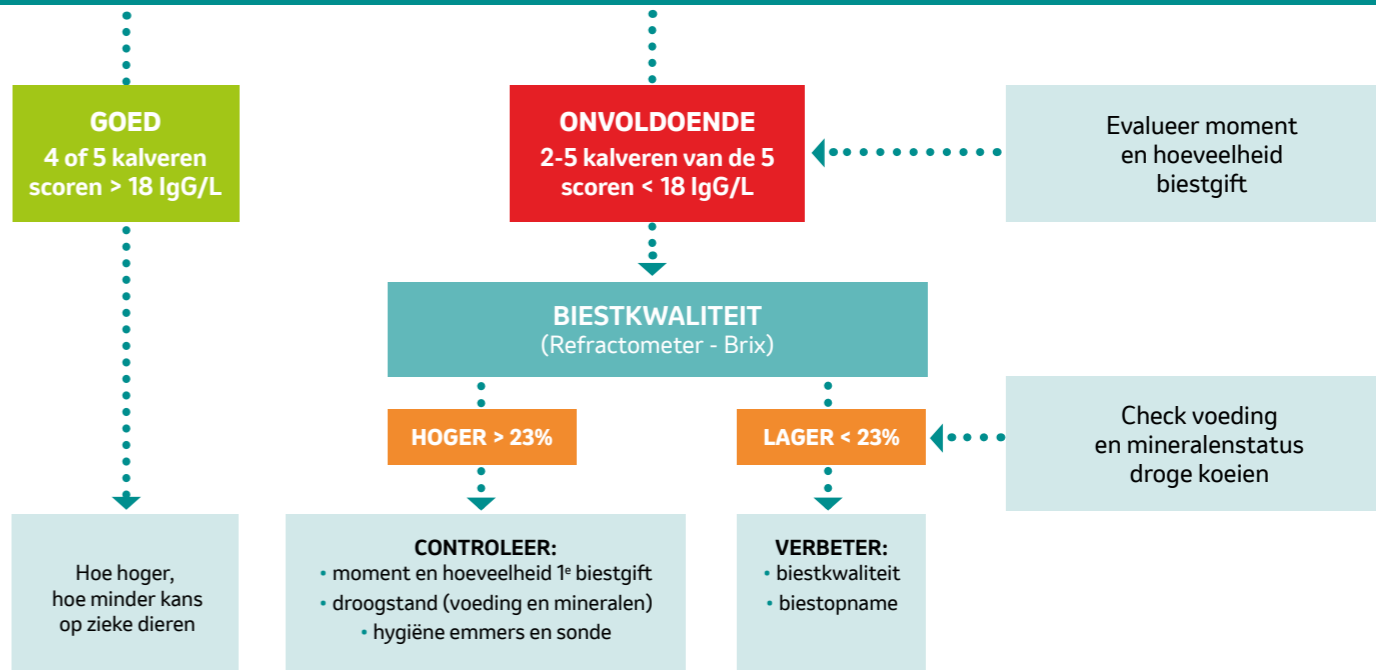 GOED
4 of 5 kalveren
scoren > 18 IgG/L
ONVOLDOENDE
2-5 kalveren van de 5
scoren < 18 IgG/L
Evalueer moment
en hoeveelheid
biestgift
BIESTKWALITEIT
(Refractometer - Brix)
HOGER > 23%
LAGER < 23%
Check voeding
en mineralenstatus
droge koeien
Hoe hoger,
hoe minder kans
op zieke dieren
CONTROLEER:
• moment en hoeveelheid 1ᵉ biestgift
• droogstand (voeding en mineralen)
• hygiëne emmers en sonde
VERBETER:
• biestkwaliteit
• biestopname